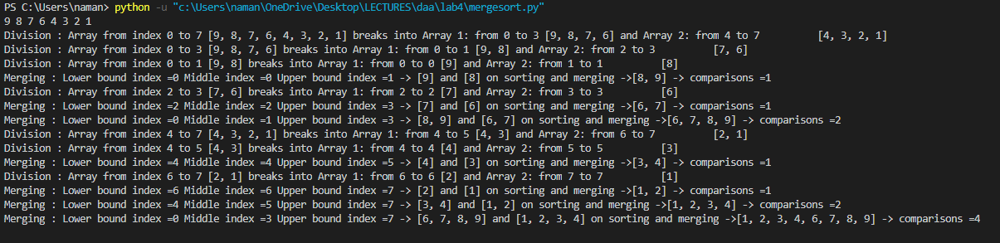 PS C:\Users\naman> python -u "c:\Users\naman\OneDrive\Desktop\LECTURES\daa\lab4\mergesort.py"
9 8 7 6 4 3 2 1
Division : Array from index 0 to 7 [9, 8, 7, 6, 4, 3, 2, 1] breaks into Array 1: from 0 to 3 [9, 8, 7, 6] and Array 2: from 4 to 7 [4, 3, 2, 1]
Division : Array from index 0 to 3 [9, 8, 7, 6] breaks into Array 1: from 0 to 1 [9, 8] and Array 2: from 2 to 3 [7, 6]
Division : Array from index 0 to 1 [9, 8] breaks into Array 1: from 0 to 0 [9] and Array 2: from 1 to 1 [8]
Merging : Lower bound index =0 Middle index =0 Upper bound index =1 -> [9] and [8] on sorting and merging ->[8, 9] -> comparisons =1
Division : Array from index 2 to 3 [7, 6] breaks into Array 1: from 2 to 2 [7] and Array 2: from 3 to 3 [6]
Merging : Lower bound index =2 Middle index =2 Upper bound index =3 -> [7] and [6] on sorting and merging ->[6, 7] -> comparisons =1
Merging : Lower bound index =0 Middle index =1 Upper bound index =3 -> [8, 9] and [6, 7] on sorting and merging ->[6, 7, 8, 9] -> comparisons =2
Division : Array from index 4 to 7 [4, 3, 2, 1] breaks into Array 1: from 4 to 5 [4, 3] and Array 2: from 6 to 7 [2, 1]
Division : Array from index 4 to 5 [4, 3] breaks into Array 1: from 4 to 4 [4] and Array 2: from 5 to 5 [3]
Merging : Lower bound index =4 Middle index =4 Upper bound index =5 -> [4] and [3] on sorting and merging ->[3, 4] -> comparisons =1
Division : Array from index 6 to 7 [2, 1] breaks into Array 1: from 6 to 6 [2] and Array 2: from 7 to 7 [1]
Merging : Lower bound index =6 Middle index =6 Upper bound index =7 -> [2] and [1] on sorting and merging ->[1, 2] -> comparisons =1
Merging : Lower bound index =4 Middle index =5 Upper bound index =7 -> [3, 4] and [1, 2] on sorting and merging ->[1, 2, 3, 4] -> comparisons =2
Merging : Lower bound index =0 Middle index =3 Upper bound index =7 -> [6, 7, 8, 9] and [1, 2, 3, 4] on sorting and merging ->[1, 2, 3, 4, 6, 7, 8, 9] -> comparisons =4